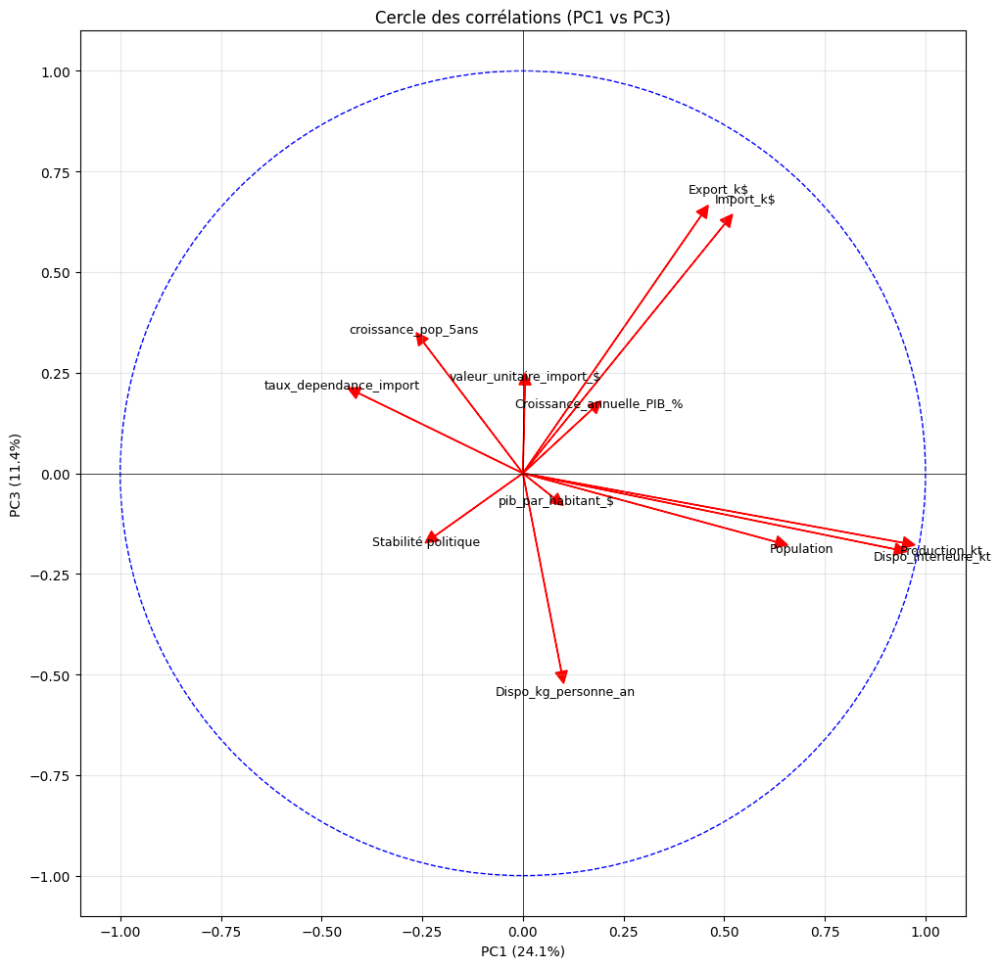 Cercle des corrélations (PC1 vs PC3)
1.00
0.75
Export_k$
Import_k$
0.50
croissance_pop_5ans
0.25
valeur_unitaire_import_$
taux_dependance_import
Croissance_annuelle_PIB_%
0.00
PC3 (11.4%)
pib_par_habitant_$
Stabilité politique
Population
Production_kt
Dispo_interieure_kt
−0.25
−0.50
Dispo_kg_personne_an
−0.75
−1.00
−1.00 −0.75 −0.50 −0.25 0.00 0.25 0.50 0.75 1.00
PC1 (24.1%)